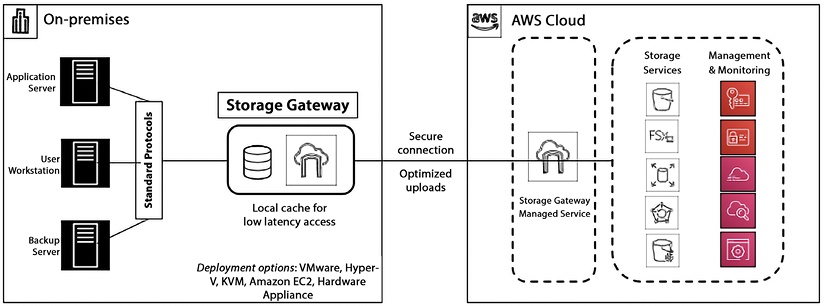 On-premises
Application
Server
User
Workstation
Backup
Server
Standard Protocols
Storage Gateway
Local cache for
low latency access
Deployment options: VMware, Hyper-
V, KVM, Amazon EC2, Hardware
Appliance
Secure
connection
Optimized
uploads
aws
AWS Cloud
Storage Gateway
Managed Service
Storage
Services
Management
& Monitoring
FSx